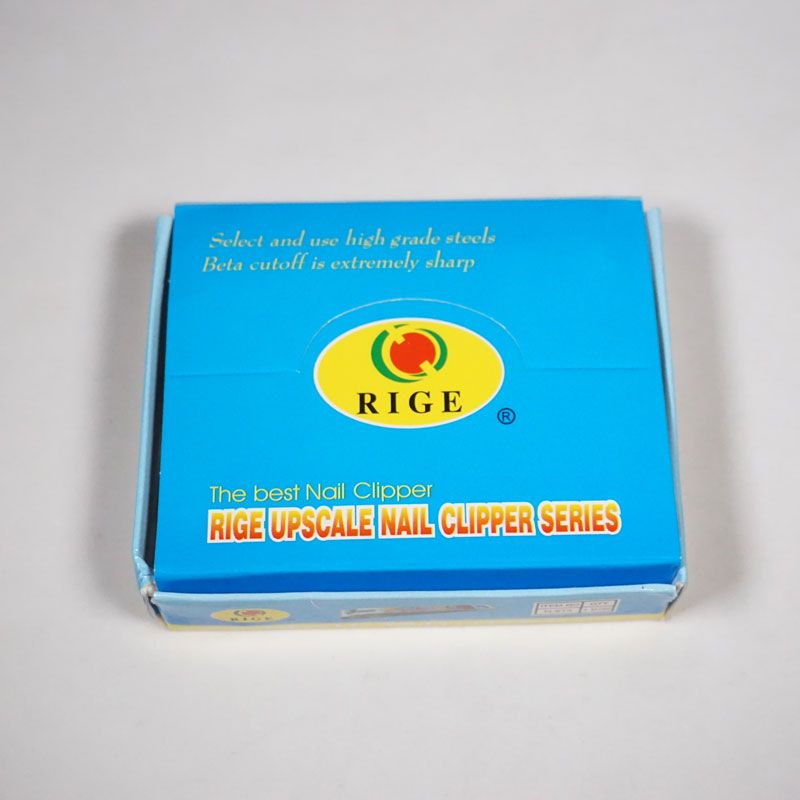 Select and use high grade steels
Beta cutoff is extremely sharp
RIGE
®
The best Nail Clipper
RIGE UPSCALE NAIL CLIPPER SERIES
RIGE